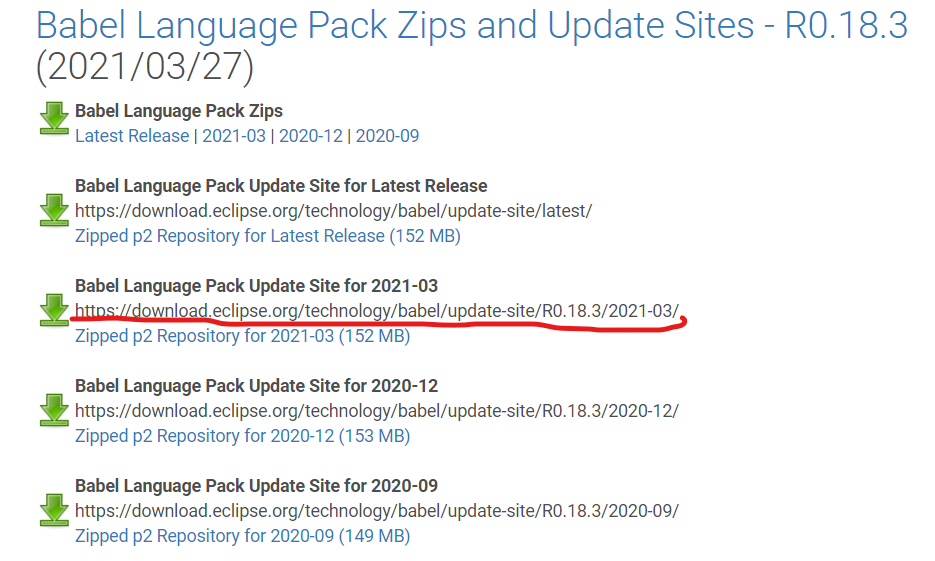 Babel Language Pack Zips and Update Sites - R0.18.3
(2021/03/27)
Babel Language Pack Zips
Latest Release | 2021-03 | 2020-12 | 2020-09
Babel Language Pack Update Site for Latest Release
https://download.eclipse.org/technology/babel/update-site/latest/
Zipped p2 Repository for Latest Release (152 MB)
Babel Language Pack Update Site for 2021-03
https://download.eclipse.org/technology/babel/update-site/R0.18.3/2021-03/
Zipped p2 Repository for 2021-03 (152 MB)
Babel Language Pack Update Site for 2020-12
https://download.eclipse.org/technology/babel/update-site/R0.18.3/2020-12/
Zipped p2 Repository for 2020-12 (153 MB)
Babel Language Pack Update Site for 2020-09
https://download.eclipse.org/technology/babel/update-site/R0.18.3/2020-09/
Zipped p2 Repository for 2020-09 (149 MB)